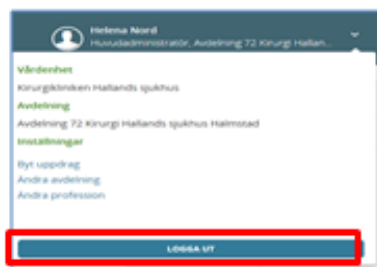 Helena Nord
Huvudadministratör, Avdelning 72 Kirurgi Hallan...
Vårdenhet
Kirurgkliniken Hallands sjukhus
Avdelning
Avdelning 72 Kirurgi Hallands sjukhus Halmstad
Inställningar
Byt uppdrag
Ändra avdelning
Ändra profession
LOGGA UT